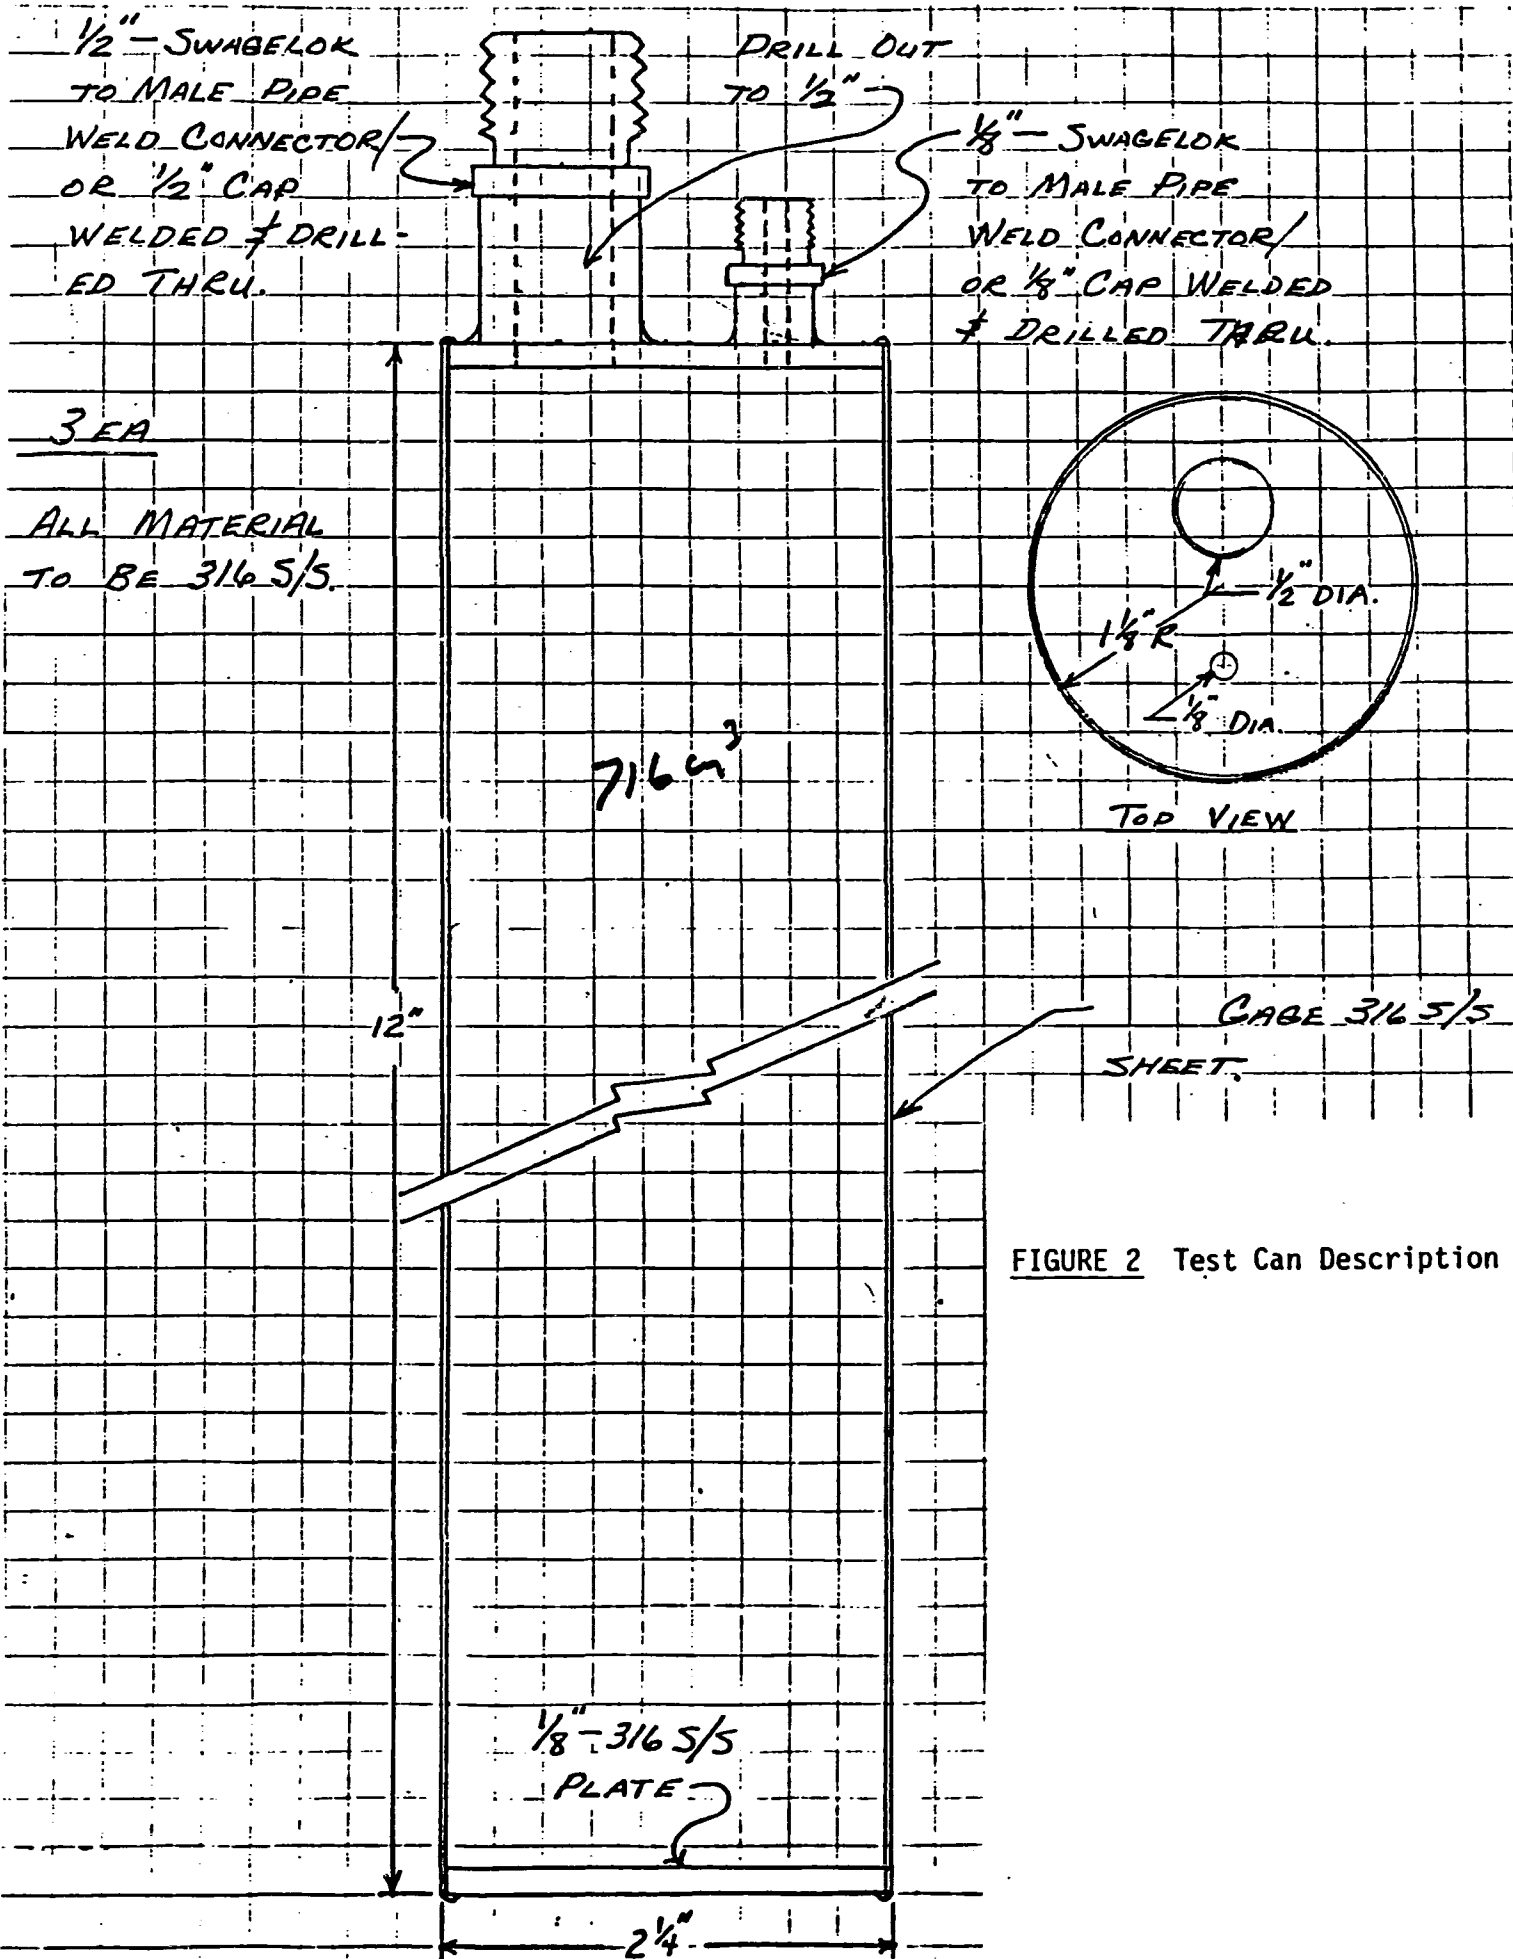 1/2" - SWAGELOK
TO MALE PIPE
WELD CONNECTOR/
OR 1/2" CAP
WELDED & DRILL-
ED THRU.
DRILL OUT
TO 1/2"
1/8" - SWAGELOK
TO MALE PIPE
WELD CONNECTOR/
OR 1/8" CAP WELDED
& DRILLED THRU.
3 EA
ALL MATERIAL
TO BE 316 S/S.
1/2" DIA.
1 1/8" R
1/8" DIA.
TOP VIEW
716 cm3
12"
GAGE 316 S/S
SHEET.
FIGURE 2 Test Can Description
1/8" - 316 S/S
PLATE
2 1/4"